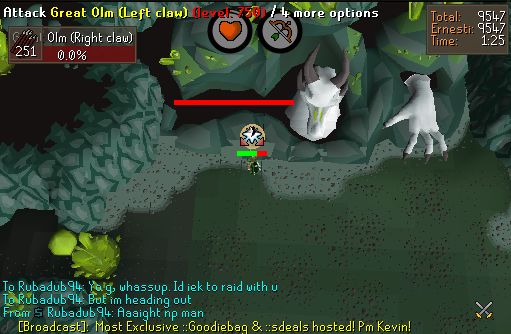 Attack Great Olm (Left claw) (level, 750) / 4 more options
Olm (Right claw)
251
0.0%
Total: 9547
Ernesti: 9547
Time: 1:25
To Rubadub94: Yo'g, whassup. Id iek to raid with u
To Rubadub94: But im heading out
From S Rubadub94: Aaaight np man
[Broadcast]: Most Exclusive ::Goodiebag & ::sdeals hosted! Pm Kevin!